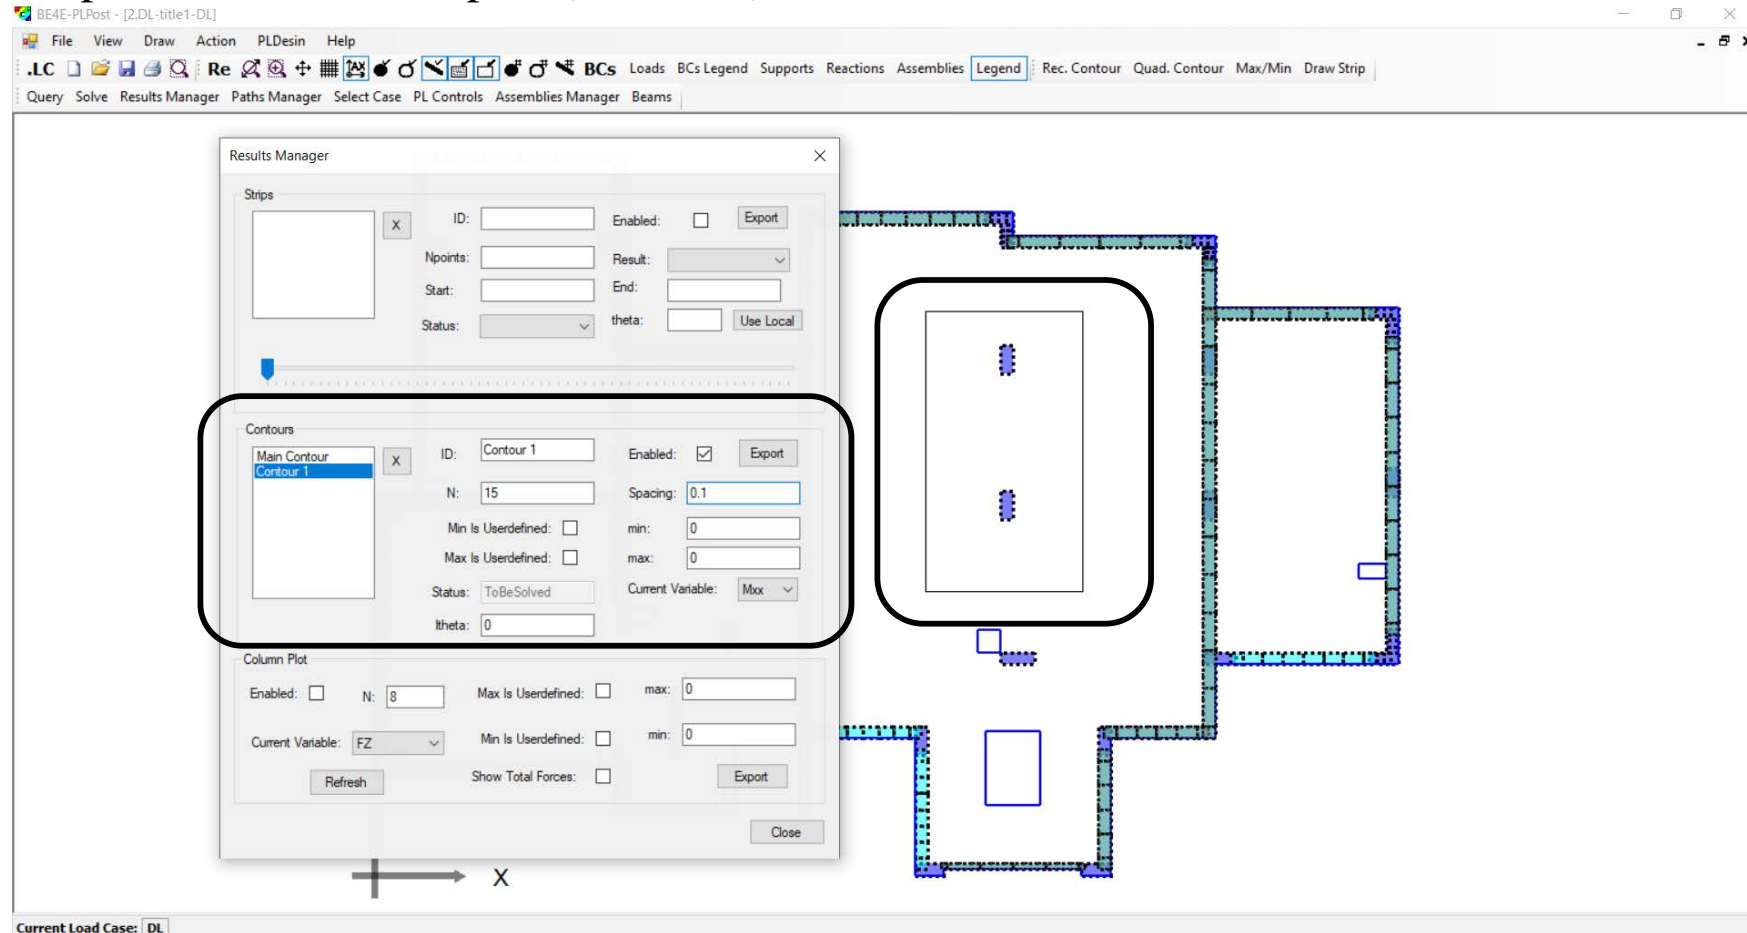 BE4E-PLPost - [2.DL-title1-DL]
File View Draw Action PLDesin Help
.LC Re BCs Loads BCs Legend Supports Reactions Assemblies Legend Rec. Contour Quad. Contour Max/Min Draw Strip
Query Solve Results Manager Paths Manager Select Case PL Controls Assemblies Manager Beams
Results Manager
Strips
X ID: Enabled: Export
Npoints: Result:
Start: End:
Status: theta: Use Local
Contours
Main Contour
Contour 1
X ID: Contour 1 Enabled: Export
N: 15 Spacing: 0.1
Min Is Userdefined: min: 0
Max Is Userdefined: max: 0
Status: ToBeSolved Current Variable: Mxx
Itheta: 0
Column Plot
Enabled: N: 8 Max Is Userdefined: max: 0
Current Variable: FZ Min Is Userdefined: min: 0
Refresh Show Total Forces: Export
Close
X
Current Load Case: DL